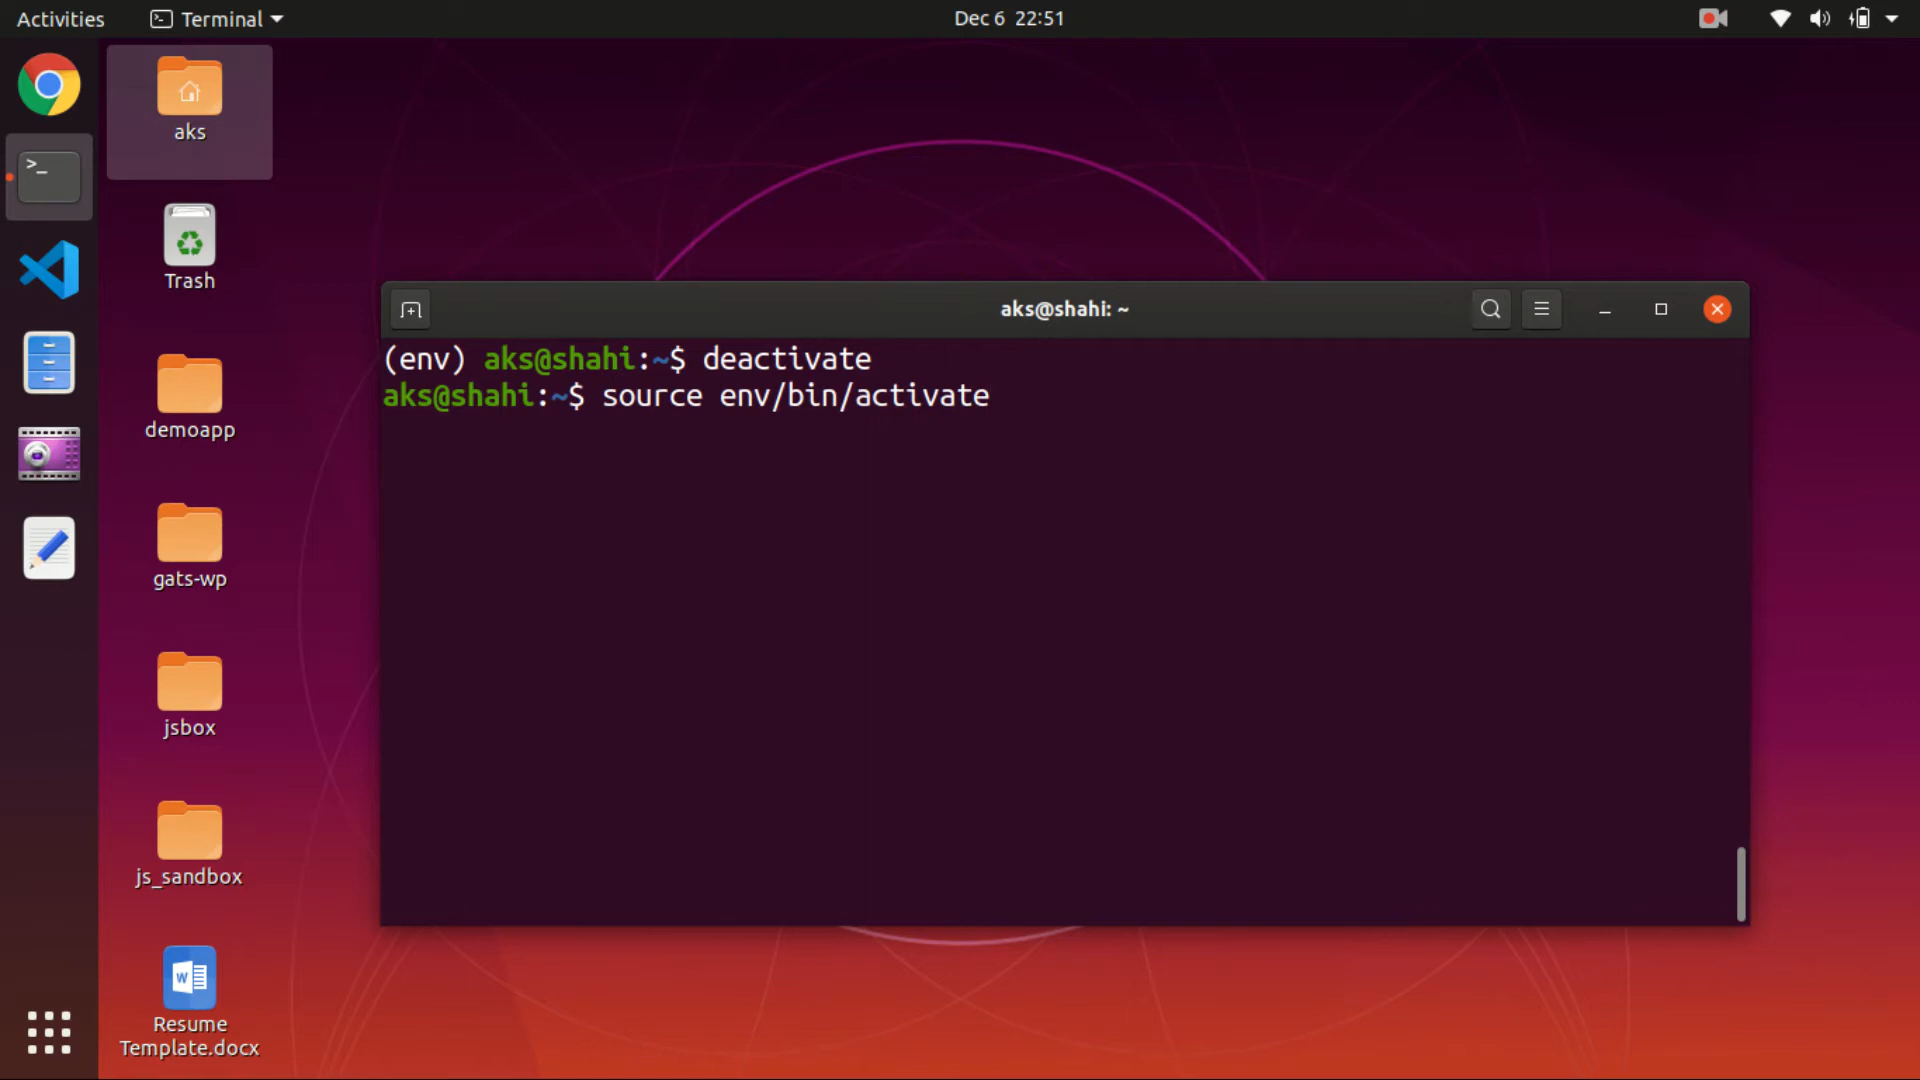 Activities
Terminal
Dec 6 22:51
aks
Trash
demoapp
gats-wp
jsbox
js_sandbox
Resume
Template.docx
aks@shahi: ~
(env) aks@shahi:~$ deactivate
aks@shahi:~$ source env/bin/activate
>_
W